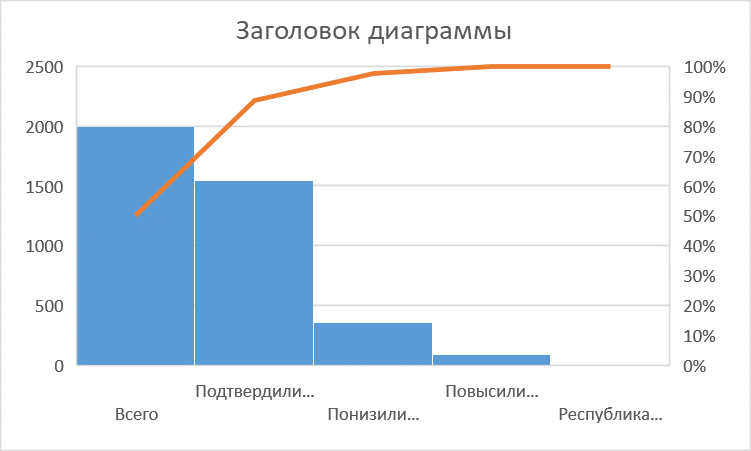 Заголовок диаграммы
2500
2000
1500
1000
500
0
100%
90%
80%
70%
60%
50%
40%
30%
20%
10%
0%
Всего
Подтвердили...
Понизили...
Повысили...
Республика...